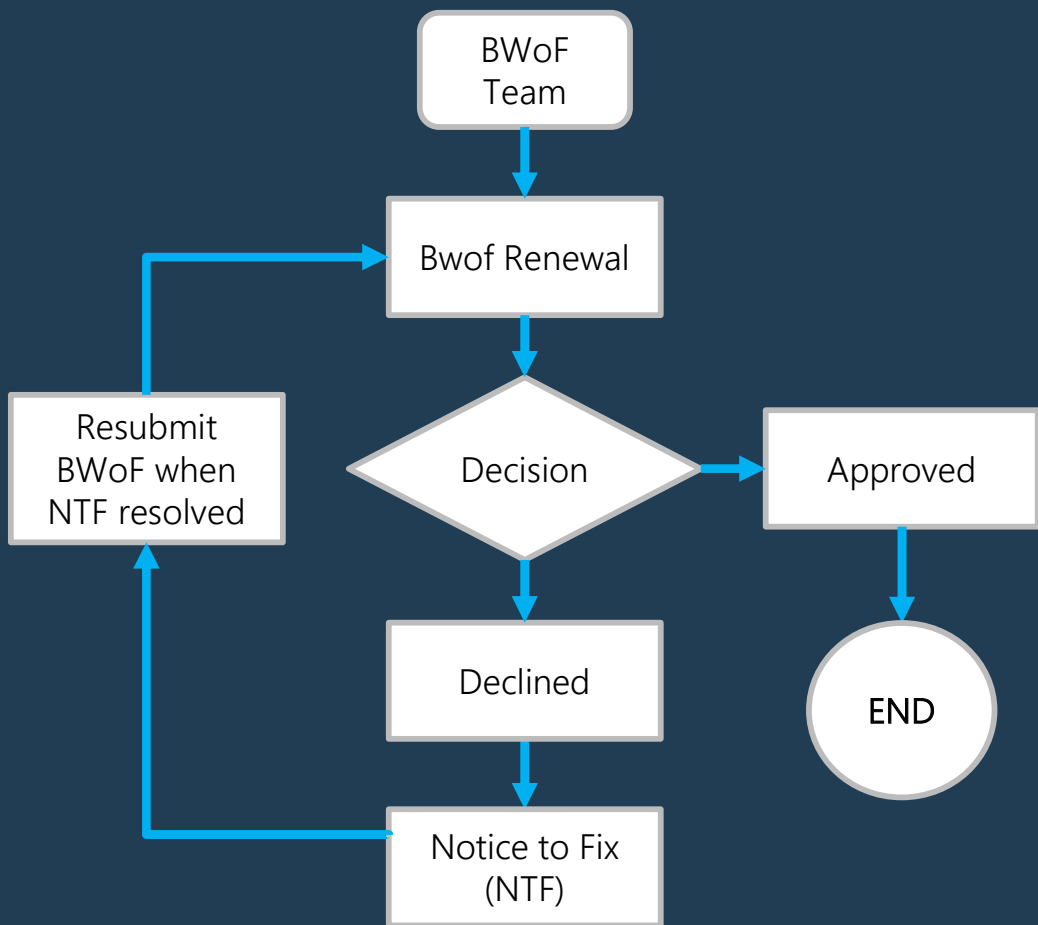 BWoF
Team
Bwof Renewal
Resubmit
BWoF when
NTF resolved
Decision
Approved
Declined
END
Notice to Fix
(NTF)